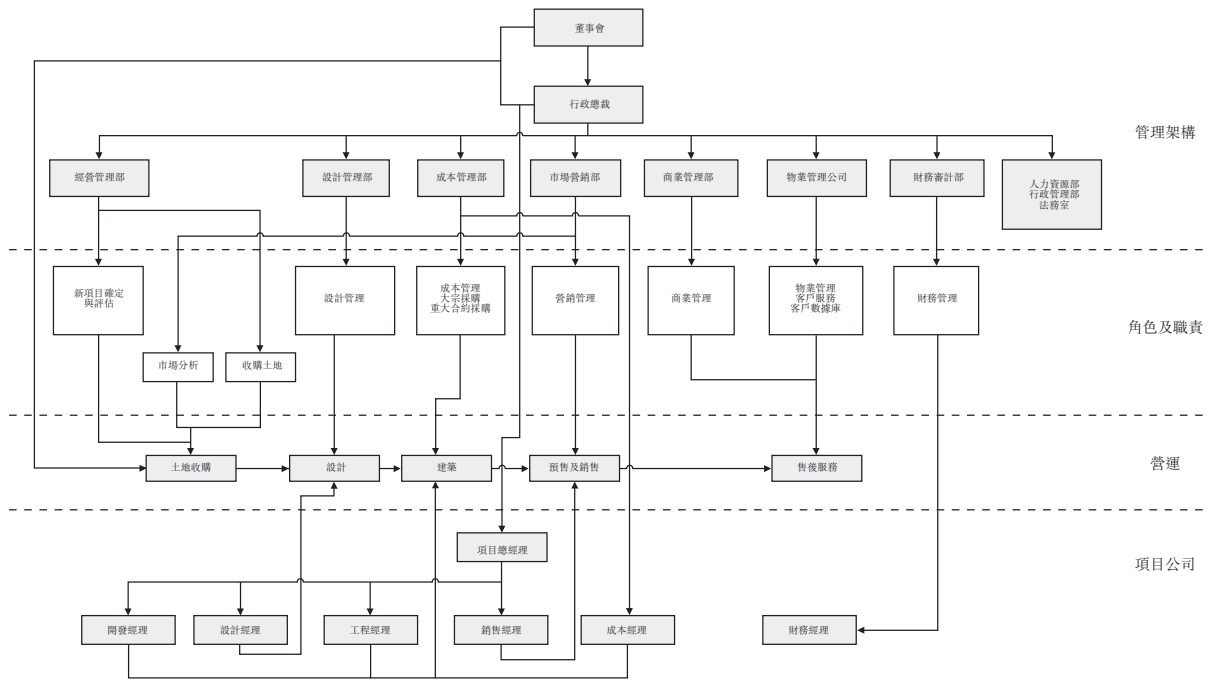 董事會
行政總裁
管理架構
經營管理部
設計管理部
成本管理部
市場營銷部
商業管理部
物業管理公司
財務審計部
人力資源部
行政管理部
法務室
新項目確定
與評估
設計管理
成本管理
大宗採購
重大合約採購
營銷管理
商業管理
物業管理
客戶服務
客戶數據庫
財務管理
角色及職責
市場分析
收購土地
土地收購
設計
建築
預售及銷售
售後服務
營運
項目總經理
項目公司
開發經理
設計經理
工程經理
銷售經理
成本經理
財務經理